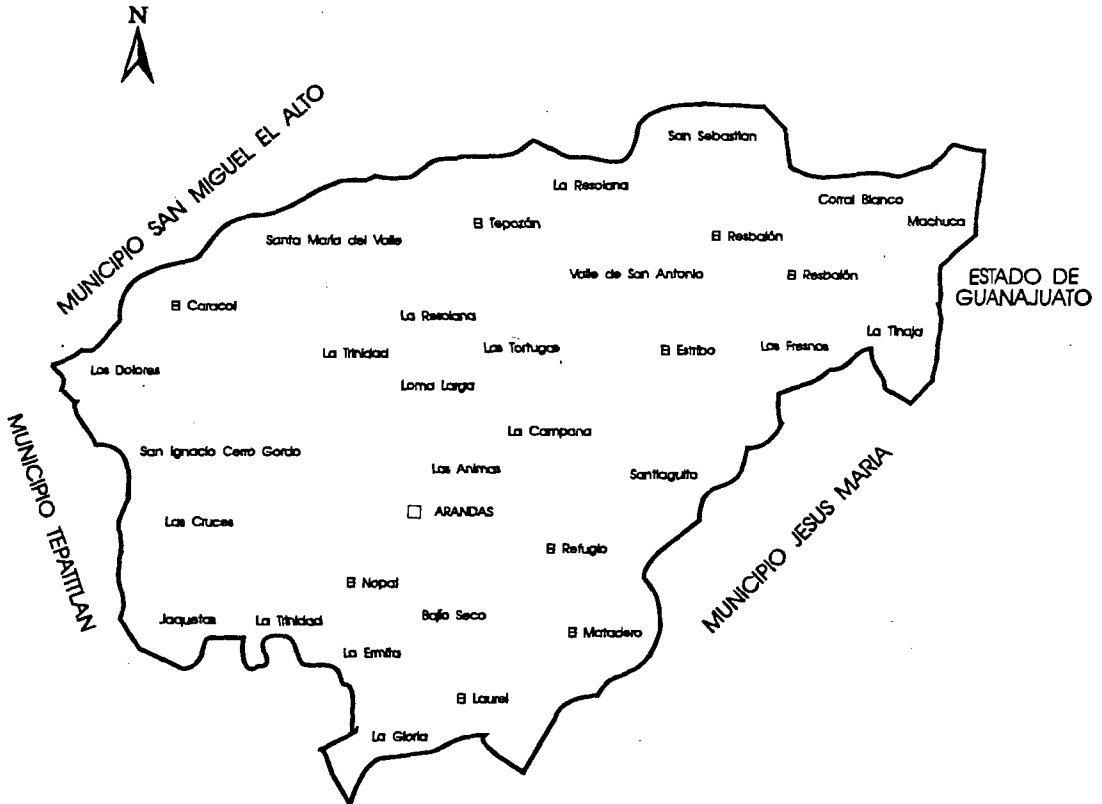 N
MUNICIPIO SAN MIGUEL EL ALTO
San Sebastian
La Resolana
Corral Blanco
Machuca
El Tepozán
Santa María del Valle
El Resbalón
Valle de San Antonio
El Resbalón
ESTADO DE
GUANAJUATO
El Caracol
La Resolana
La Tinaja
La Trinidad
Las Tortugas
El Estribo
Los Fresnos
Los Dolores
Loma Larga
MUNICIPIO TEPATITLAN
La Campana
San Ignacio Cerro Gordo
Las Animas
Santiaguito
ARANDAS
Las Cruces
MUNICIPIO JESUS MARIA
El Refugio
El Nopal
Bajío Seco
Jaquetas
La Trinidad
El Matadero
La Ermita
El Laurel
La Gloria